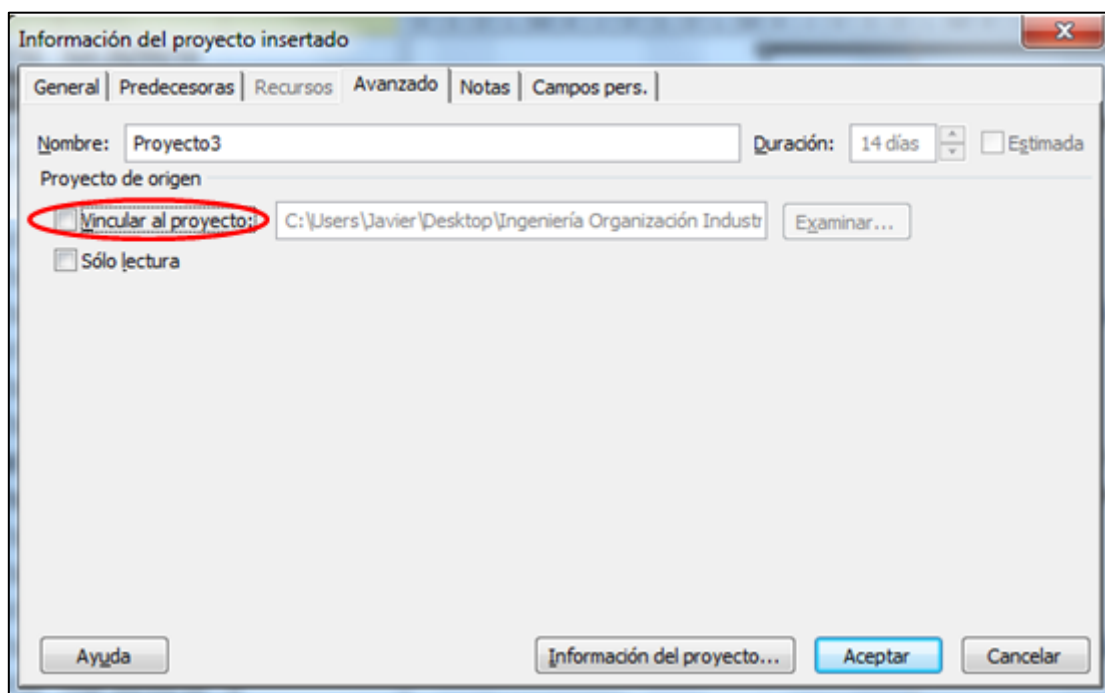 Información del proyecto insertado
General Predecesoras Recursos Avanzado Notas Campos pers.
Nombre: Proyecto3 Duración: 14 días Estimada
Proyecto de origen
Vincular al proyecto: C:\Users\Javier\Desktop\Ingeniería Organización Industr Examinar...
Sólo lectura
Ayuda Información del proyecto... Aceptar Cancelar